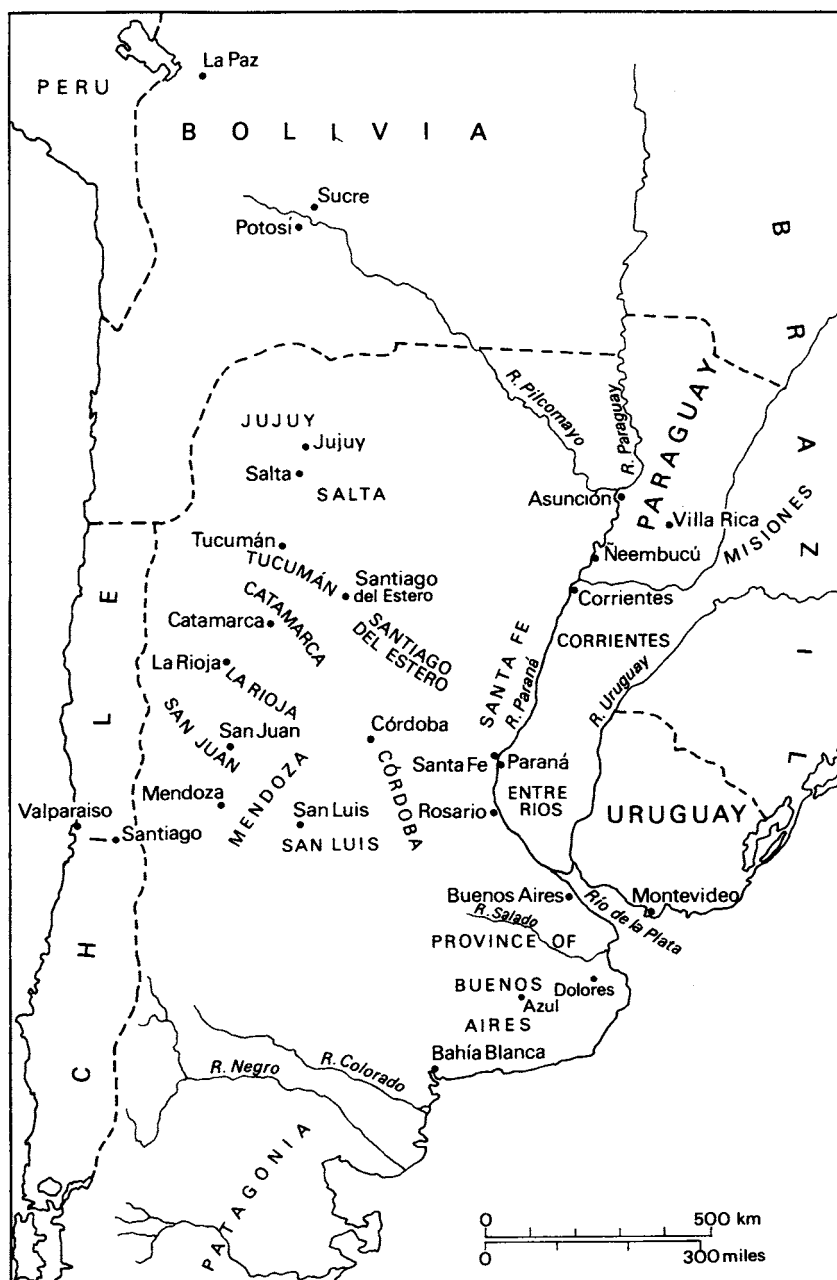 La Paz
PERU
BOLIVIA
Sucre
Potosí
BRAZIL
R. Pilcomayo
R. Paraguay
PARAGUAY
JUJUY
Jujuy
Salta
SALTA
Asunción
Villa Rica
MISIONES
Tucumán
TUCUMÁN
Ñeembucú
Santiago
del Estero
Corrientes
Catamarca
CATAMARCA
SANTIAGO
DEL ESTERO
CORRIENTES
La Rioja
LA RIOJA
SANTA FE
R. Paraná
R. Uruguay
SAN JUÁN
San Juan
Córdoba
CÓRDOBA
Santa Fe
Paraná
Mendoza
MENDOZA
ENTRE
RIOS
Valparaiso
Santiago
San Luis
SAN LUIS
Rosario
URUGUAY
CHILE
Buenos Aires
Montevideo
Río de la Plata
R. Salado
PROVINCE OF
BUENOS
AIRES
Dolores
Azul
Bahía Blanca
R. Colorado
R. Negro
PATAGONIA
0 500 km
0 300 miles